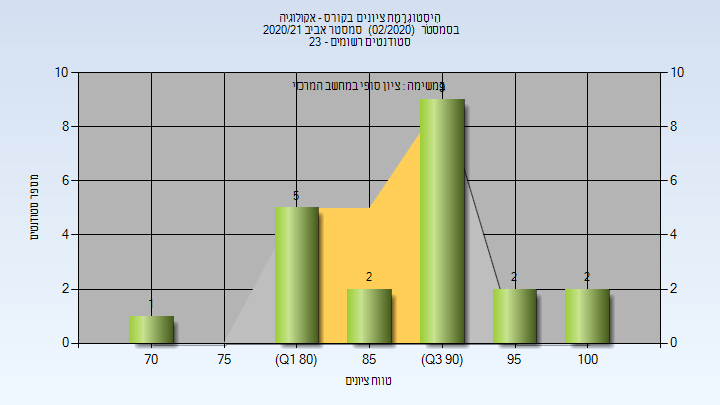 היסטוגרמת ציונים בקורס - אקולוגיה
בסמסטר (02/2020) סמסטר אביב 2020/21
סטודנטים רשומים - 23
משימה : ציון סופי במחשב המרכזי
10 10
8 8
6 6
4 4
2 2
0 0
1
5
2
9
2
2
70 75 (Q1 80) 85 (Q3 90) 95 100
מספר סטודנטים
טווח ציונים